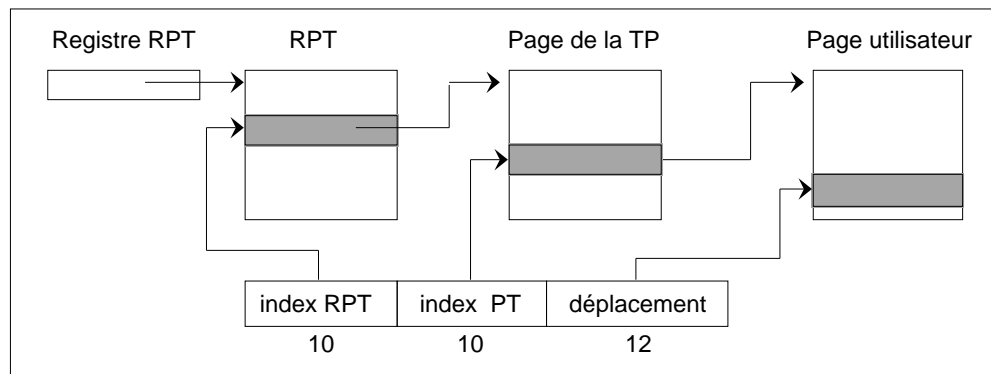 Registre RPT
RPT
Page de la TP
Page utilisateur
index RPT
index PT
déplacement
10
10
12